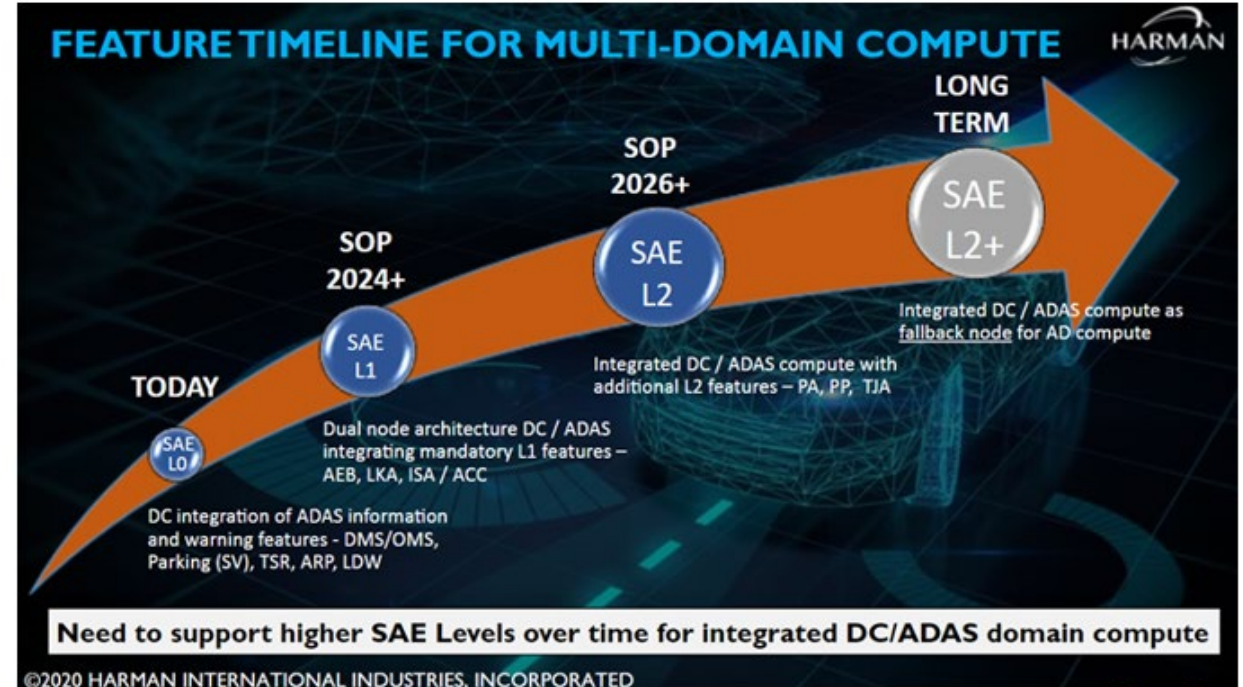 FEATURE TIMELINE FOR MULTI-DOMAIN COMPUTE
HARMAN
LONG
TERM
SAE
L2+
Integrated DC / ADAS compute as
fallback node for AD compute
SOP
2026+
SAE
L2
Integrated DC / ADAS compute with
additional L2 features – PA, PP, TJA
SOP
2024+
SAE
L1
Dual node architecture DC / ADAS
integrating mandatory L1 features –
AEB, LKA, ISA / ACC
TODAY
SAE
L0
DC integration of ADAS information
and warning features - DMS/OMS,
Parking (SV), TSR, ARP, LDW
Need to support higher SAE Levels over time for integrated DC/ADAS domain compute
©2020 HARMAN INTERNATIONAL INDUSTRIES, INCORPORATED